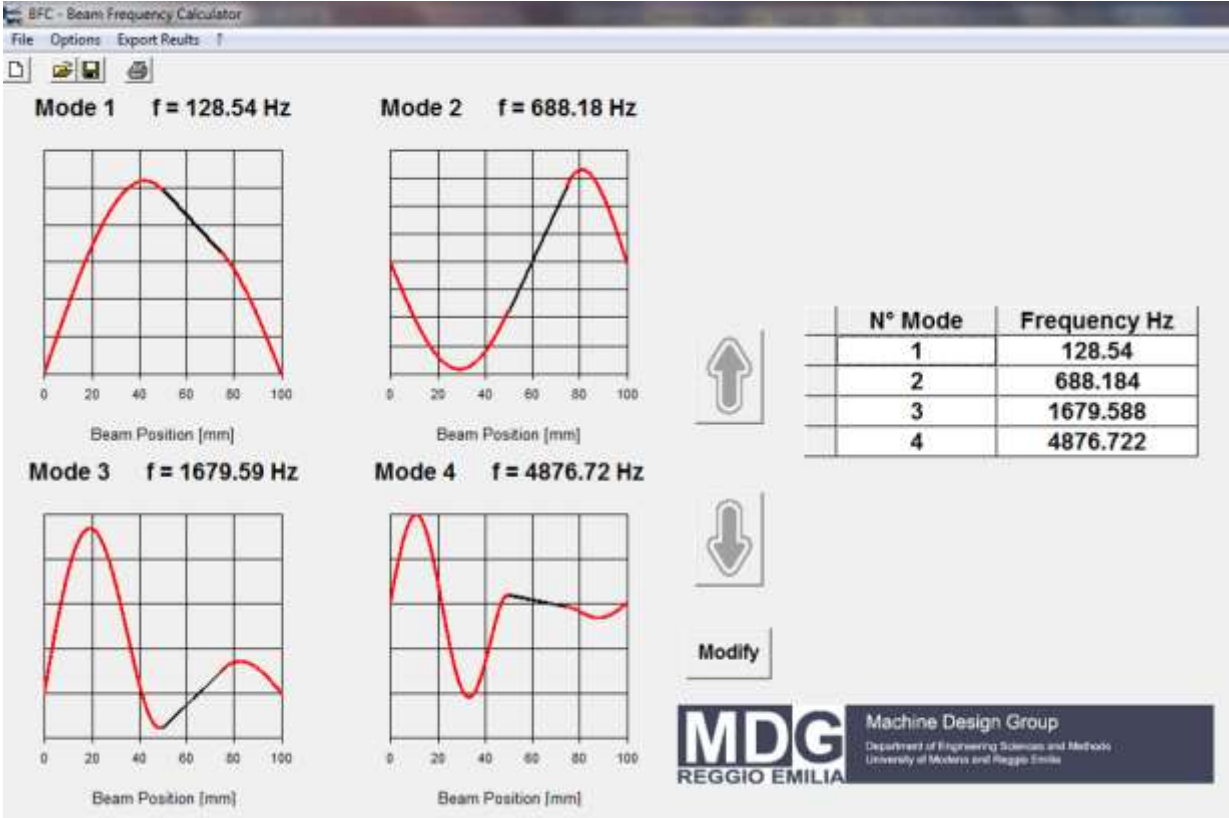 BFC - Beam Frequency Calculator
File Options Export Reults ?
Mode 1 f = 128.54 Hz
0 20 40 60 80 100
Beam Position [mm]
Mode 2 f = 688.18 Hz
0 20 40 60 80 100
Beam Position [mm]
Mode 3 f = 1679.59 Hz
0 20 40 60 80 100
Beam Position [mm]
Mode 4 f = 4876.72 Hz
0 20 40 60 80 100
Beam Position [mm]
N° Mode Frequency Hz
1 128.54
2 688.184
3 1679.588
4 4876.722
Modify
MDG
REGGIO EMILIA
Machine Design Group
Department of Engineering Sciences and Methods
University of Modena and Reggio Emilia